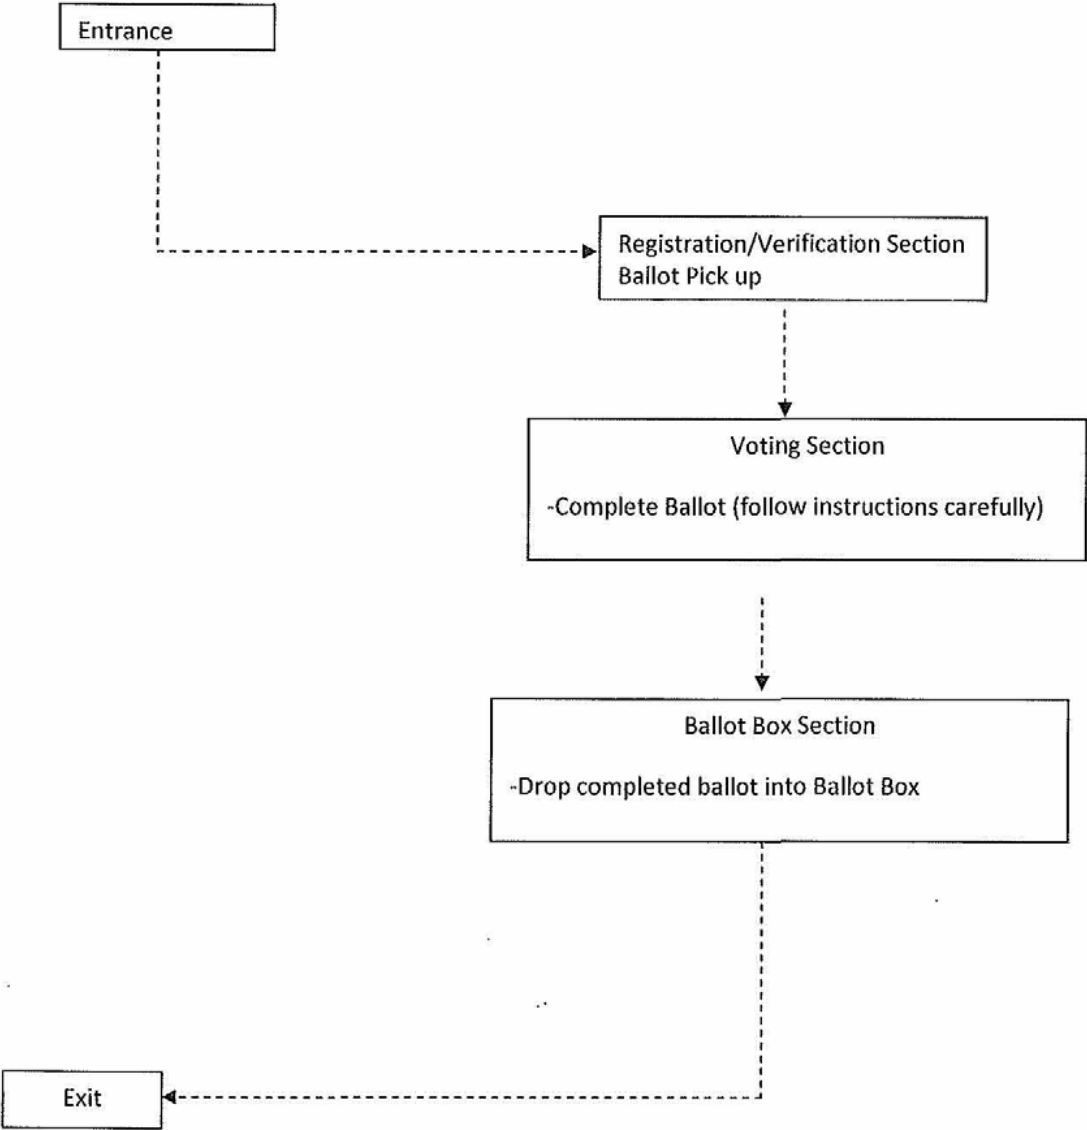 Entrance
Registration/Verification Section
Ballot Pick up
Voting Section
-Complete Ballot (follow instructions carefully)
Ballot Box Section
-Drop completed ballot into Ballot Box
Exit